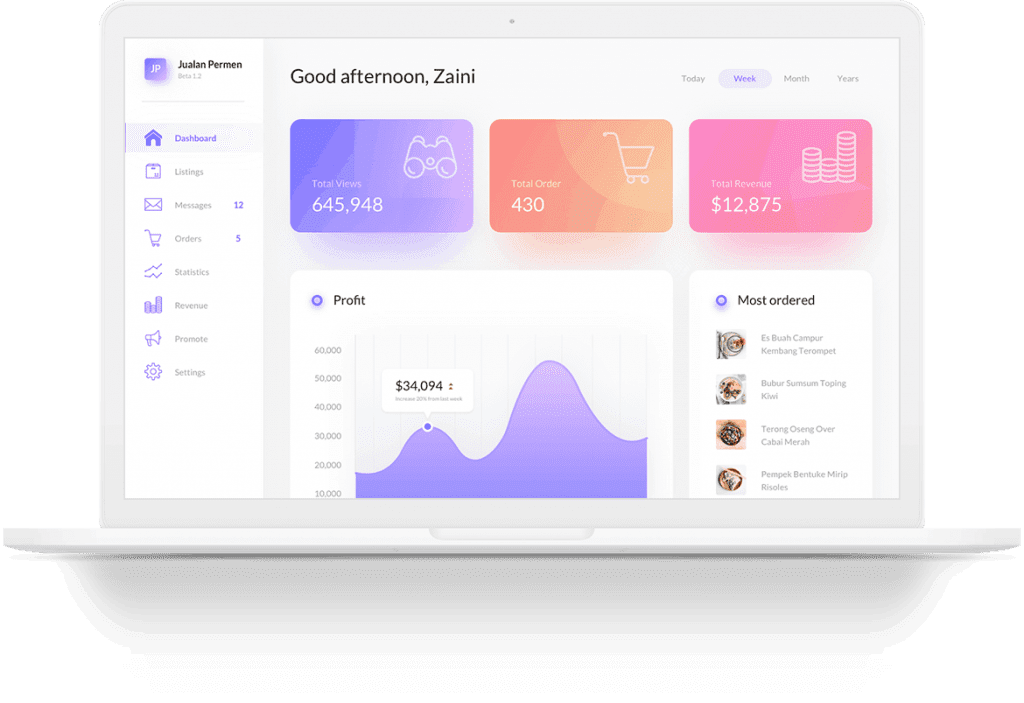 JP
Jualan Permen
Beta 1.2
Dashboard
Listings
Messages 12
Orders 5
Statistics
Revenue
Promote
Settings
Good afternoon, Zaini
Today Week Month Years
Total Views
645,948
Total Order
430
Total Revenue
$12,875
Profit
60,000
50,000
40,000
30,000
20,000
10,000
$34,094
Increase 20% from last week
Most ordered
Es Buah Campur
Kembang Terompet
Bubur Sumsum Toping
Kiwi
Terong Oseng Over
Cabai Merah
Pempek Bentuke Mirip
Risoles